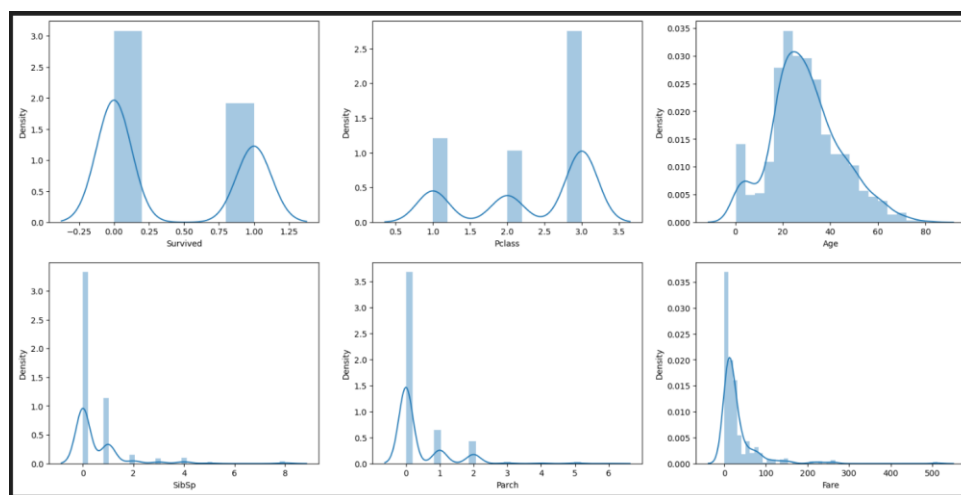 Density
3.0
2.5
2.0
1.5
1.0
0.5
0.0
−0.25 0.00 0.25 0.50 0.75 1.00 1.25
Survived
Density
2.5
2.0
1.5
1.0
0.5
0.0
0.5 1.0 1.5 2.0 2.5 3.0 3.5
Pclass
Density
0.035
0.030
0.025
0.020
0.015
0.010
0.005
0.000
0 20 40 60 80
Age
Density
3.0
2.5
2.0
1.5
1.0
0.5
0.0
0 2 4 6 8
SibSp
Density
3.5
3.0
2.5
2.0
1.5
1.0
0.5
0.0
0 1 2 3 4 5 6
Parch
Density
0.035
0.030
0.025
0.020
0.015
0.010
0.005
0.000
0 100 200 300 400 500
Fare